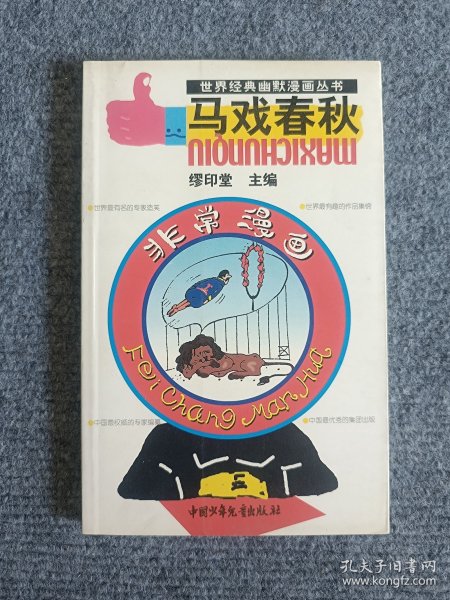 世界经典幽默漫画丛书
马戏春秋
MAXICHUNQIU
缪印堂 主编
世界最有名的专家逗笑
世界最有趣的作品集锦
非常漫画
Fei Chang Man Hua
中国最权威的专家编纂
中国最优秀的集团出版
中国少年儿童出版社
孔夫子旧书网
www.kongfz.com